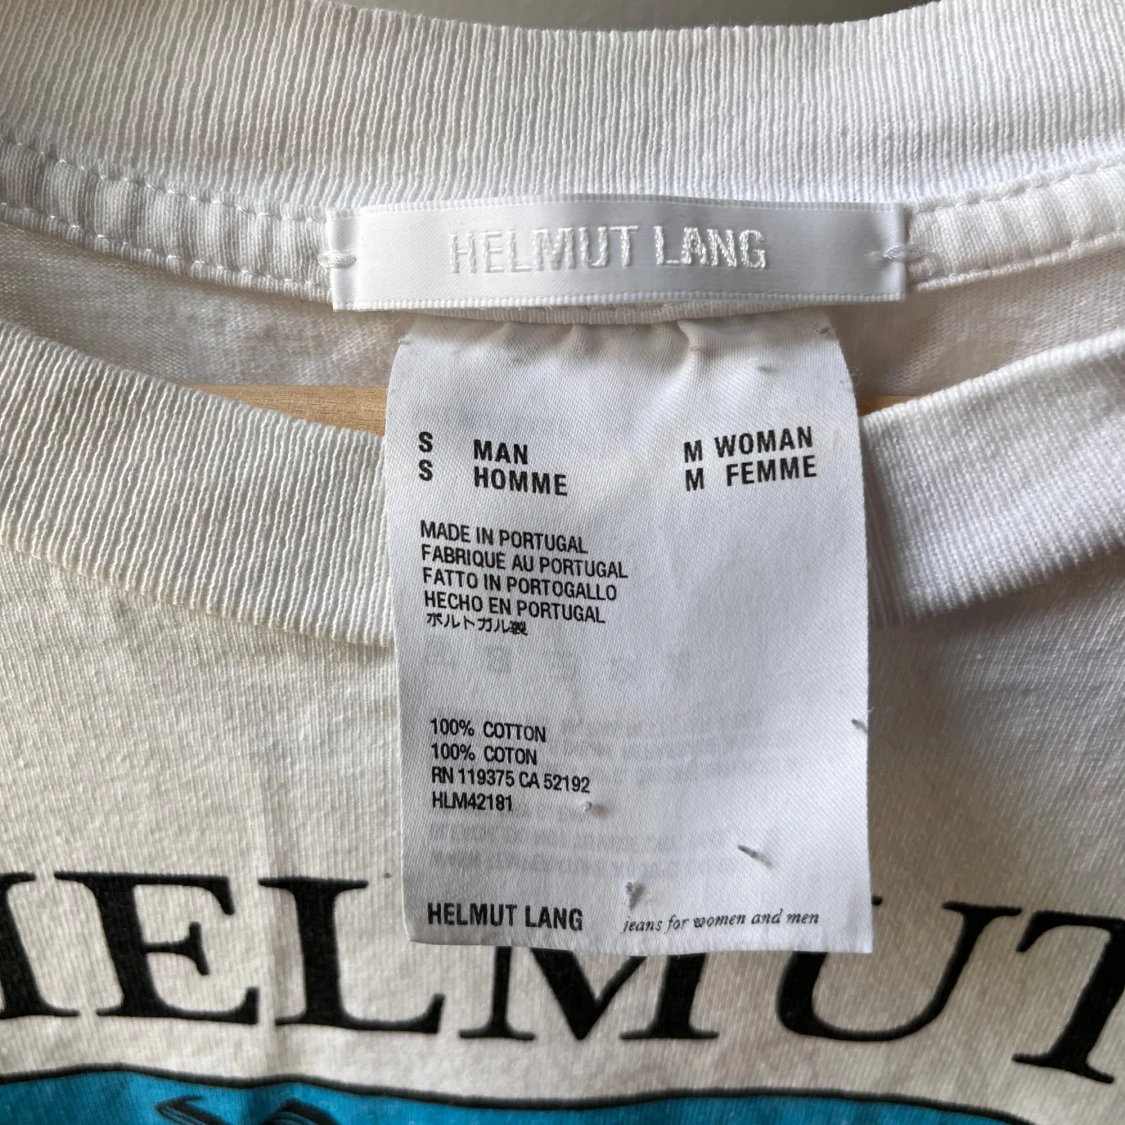 HELMUT LANG
S MAN M WOMAN
S HOMME M FEMME
MADE IN PORTUGAL
FABRIQUÉ AU PORTUGAL
FATTO IN PORTOGALLO
HECHO EN PORTUGAL
ポルトガル製
100% COTTON
100% COTON
RN 119375 CA 52192
HLM42181
HELMUT LANG jeans for women and men
HELMUT